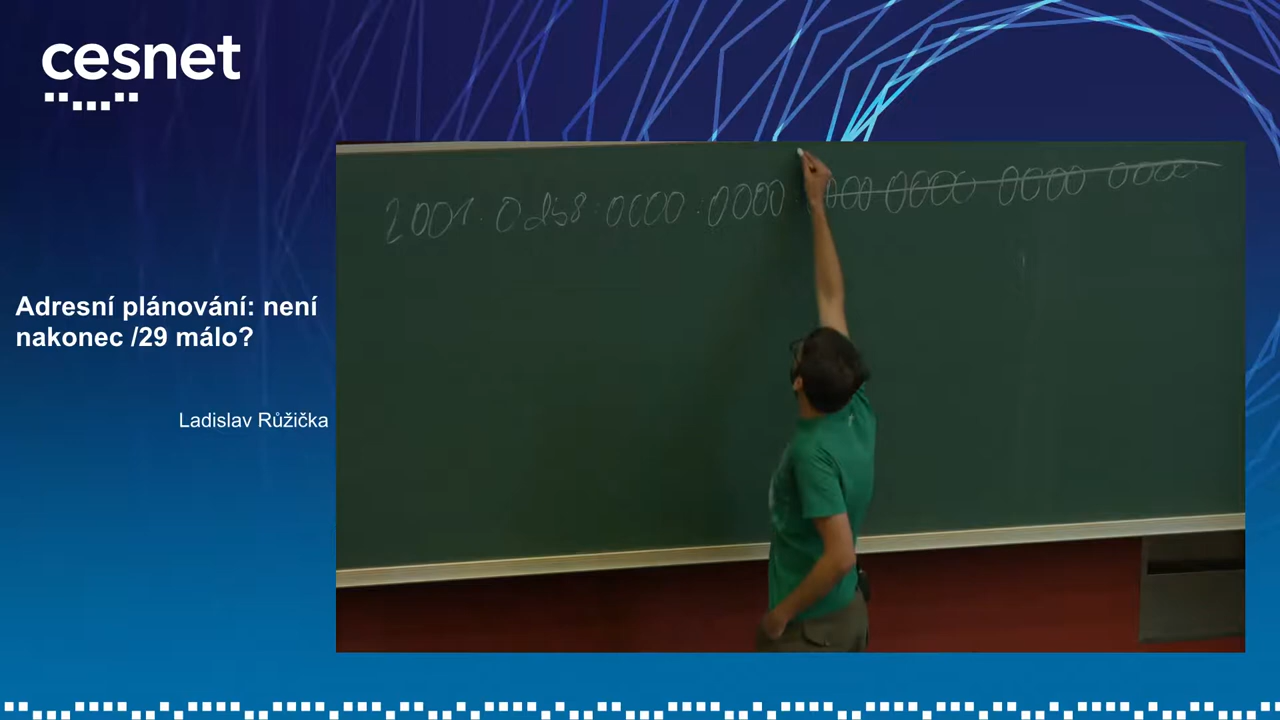 cesnet
2001:0db8:0000:0000 0000 0000 0000 0000
Adresní plánování: není
nakonec /29 málo?
Ladislav Růžička